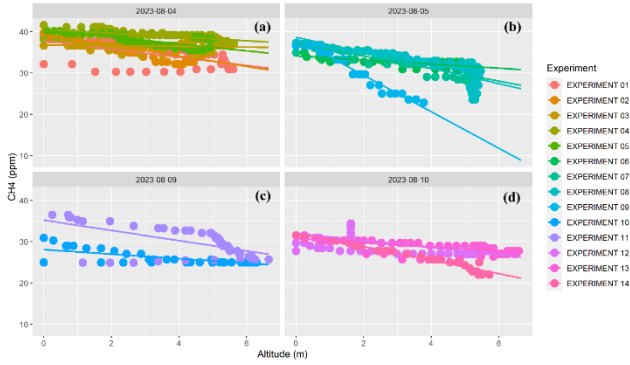 2023-08-04
2023-08-05
(a)
(b)
40
30
20
10
CH4 (ppm)
2023-08-09
2023-08-10
(c)
(d)
40
30
20
10
0
2
4
6
0
2
4
6
Altitude (m)
Experiment
EXPERIMENT 01
EXPERIMENT 02
EXPERIMENT 03
EXPERIMENT 04
EXPERIMENT 05
EXPERIMENT 06
EXPERIMENT 07
EXPERIMENT 08
EXPERIMENT 09
EXPERIMENT 10
EXPERIMENT 11
EXPERIMENT 12
EXPERIMENT 13
EXPERIMENT 14